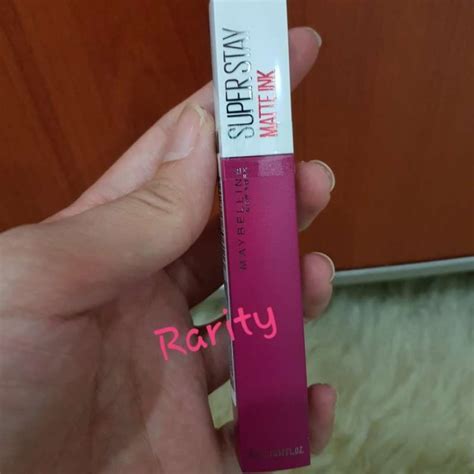 SUPER STAY
MATTE INK
MAYBELLINE
NEW YORK
Rarity